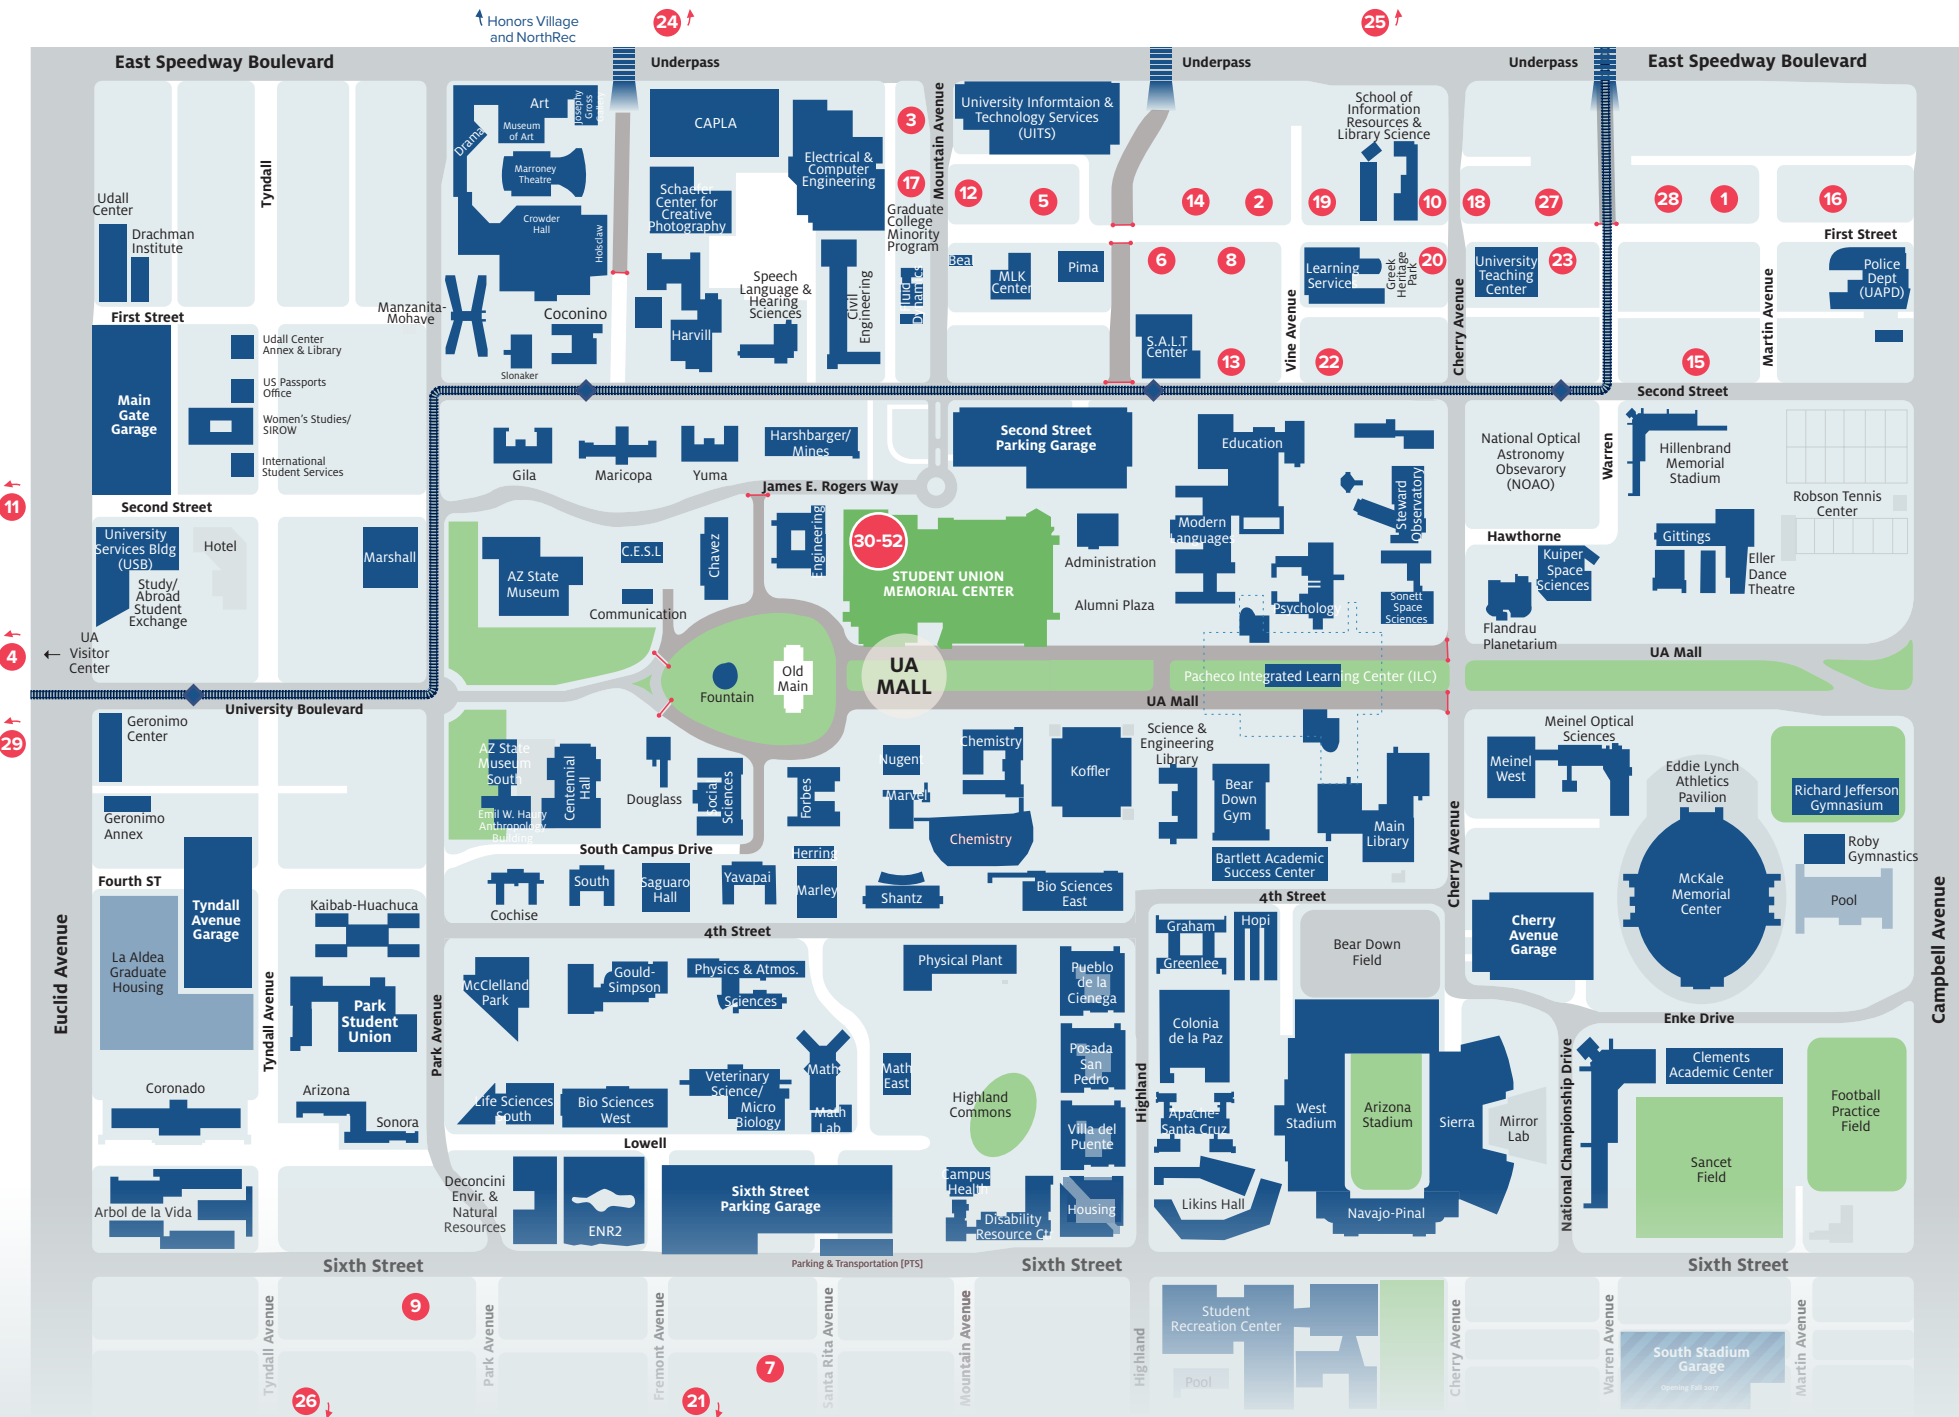 Honors Village
and NorthRec
24
25
East Speedway Boulevard
Underpass
Underpass
Underpass
East Speedway Boulevard
Art
Josephy
Gross
Museum
of Art
Drama
Marroney
Theatre
Crowder
Hall
Holsclaw
CAPLA
Schaefer
Center for
Creative
Photography
Electrical &
Computer
Engineering
3
17
Mountain Avenue
Graduate
College
Minority
Program
University Informtaion &
Technology Services
(UITS)
12
5
14
2
19
School of
Information
Resources &
Library Science
10
18
27
28
1
16
Udall
Center
Drachman
Institute
Tyndall
First Street
Manzanita-
Mohave
Slonaker
Coconino
Harvill
Speech
Language &
Hearing
Sciences
Civil
Engineering
Fluid
Dynamics
Bea
MLK
Center
Pima
6
8
Learning
Service
Greek
Heritage
Park
20
University
Teaching
Center
23
First Street
Police
Dept
(UAPD)
S.A.L.T
Center
13
Vine Avenue
22
Cherry Avenue
15
Martin Avenue
Second Street
Main
Gate
Garage
Udall Center
Annex & Library
US Passports
Office
Women's Studies/
SIROW
International
Student Services
Second Street
11
Gila
Maricopa
Yuma
Harshbarger/
Mines
James E. Rogers Way
Second Street
Parking Garage
Education
Modern
Languages
Steward
Observatory
National Optical
Astronomy
Obsevarory
(NOAO)
Warren
Hillenbrand
Memorial
Stadium
Robson Tennis
Center
Hawthorne
Gittings
Eller
Dance
Theatre
Kuiper
Space
Sciences
Flandrau
Planetarium
University
Services Bldg
(USB)
Study/
Abroad
Student
Exchange
Hotel
Marshall
4
UA
Visitor
Center
AZ State
Museum
C.E.S.L
Communication
Chavez
Engineering
30-52
STUDENT UNION
MEMORIAL CENTER
Administration
Alumni Plaza
Psychology
Sonett
Space
Sciences
UA Mall
Fountain
Old
Main
UA
MALL
Pacheco Integrated Learning Center (ILC)
UA Mall
University Boulevard
29
Geronimo
Center
Geronimo
Annex
AZ State
Museum
South
Emil W. Haury
Anthropology
Building
Centennial
Hall
Douglass
Social
Sciences
Forbes
Nugent
Marvel
Chemistry
Chemistry
Koffler
Science &
Engineering
Library
Bear
Down
Gym
Main
Library
Bartlett Academic
Success Center
Cherry Avenue
Meinel Optical
Sciences
Meinel
West
Eddie Lynch
Athletics
Pavilion
Richard Jefferson
Gymnasium
Roby
Gymnastics
McKale
Memorial
Center
Pool
South Campus Drive
Herring
Fourth ST
Tyndall
Avenue
Garage
Kaibab-Huachuca
Cochise
South
Saguaro
Hall
Yavapai
Marley
Shantz
Bio Sciences
East
4th Street
4th Street
Cherry
Avenue
Garage
Campbell Avenue
Euclid Avenue
La Aldea
Graduate
Housing
Tyndall Avenue
Park
Student
Union
Park Avenue
McClelland
Park
Gould-
Simpson
Physics & Atmos.
Sciences
Physical Plant
Pueblo
de la
Cienega
Graham
Greenlee
Hopi
Bear Down
Field
Colonia
de la Paz
Enke Drive
Coronado
Arizona
Sonora
Life Sciences
South
Bio Sciences
West
Veterinary
Science/
Micro
Biology
Math
Math
Lab
Math
East
Highland
Commons
Posada
San
Pedro
Highland
Villa del
Puente
Apache-
Santa Cruz
West
Stadium
Arizona
Stadium
Sierra
Mirror
Lab
National Championship Drive
Clements
Academic Center
Sancet
Field
Football
Practice
Field
Lowell
Arbol de la Vida
Deconcini
Envir. &
Natural
Resources
ENR2
Sixth Street
Parking Garage
Campus
Health
Disability
Resource Ct
Housing
Likins Hall
Navajo-Pinal
Parking & Transportation [PTS]
Sixth Street
Sixth Street
Sixth Street
9
Tyndall Avenue
Park Avenue
Fremont Avenue
7
Santa Rita Avenue
Mountain Avenue
Highland
Student
Recreation Center
Pool
Cherry Avenue
Warren Avenue
South Stadium
Garage
Opening Fall 2017
Martin Avenue
26
21